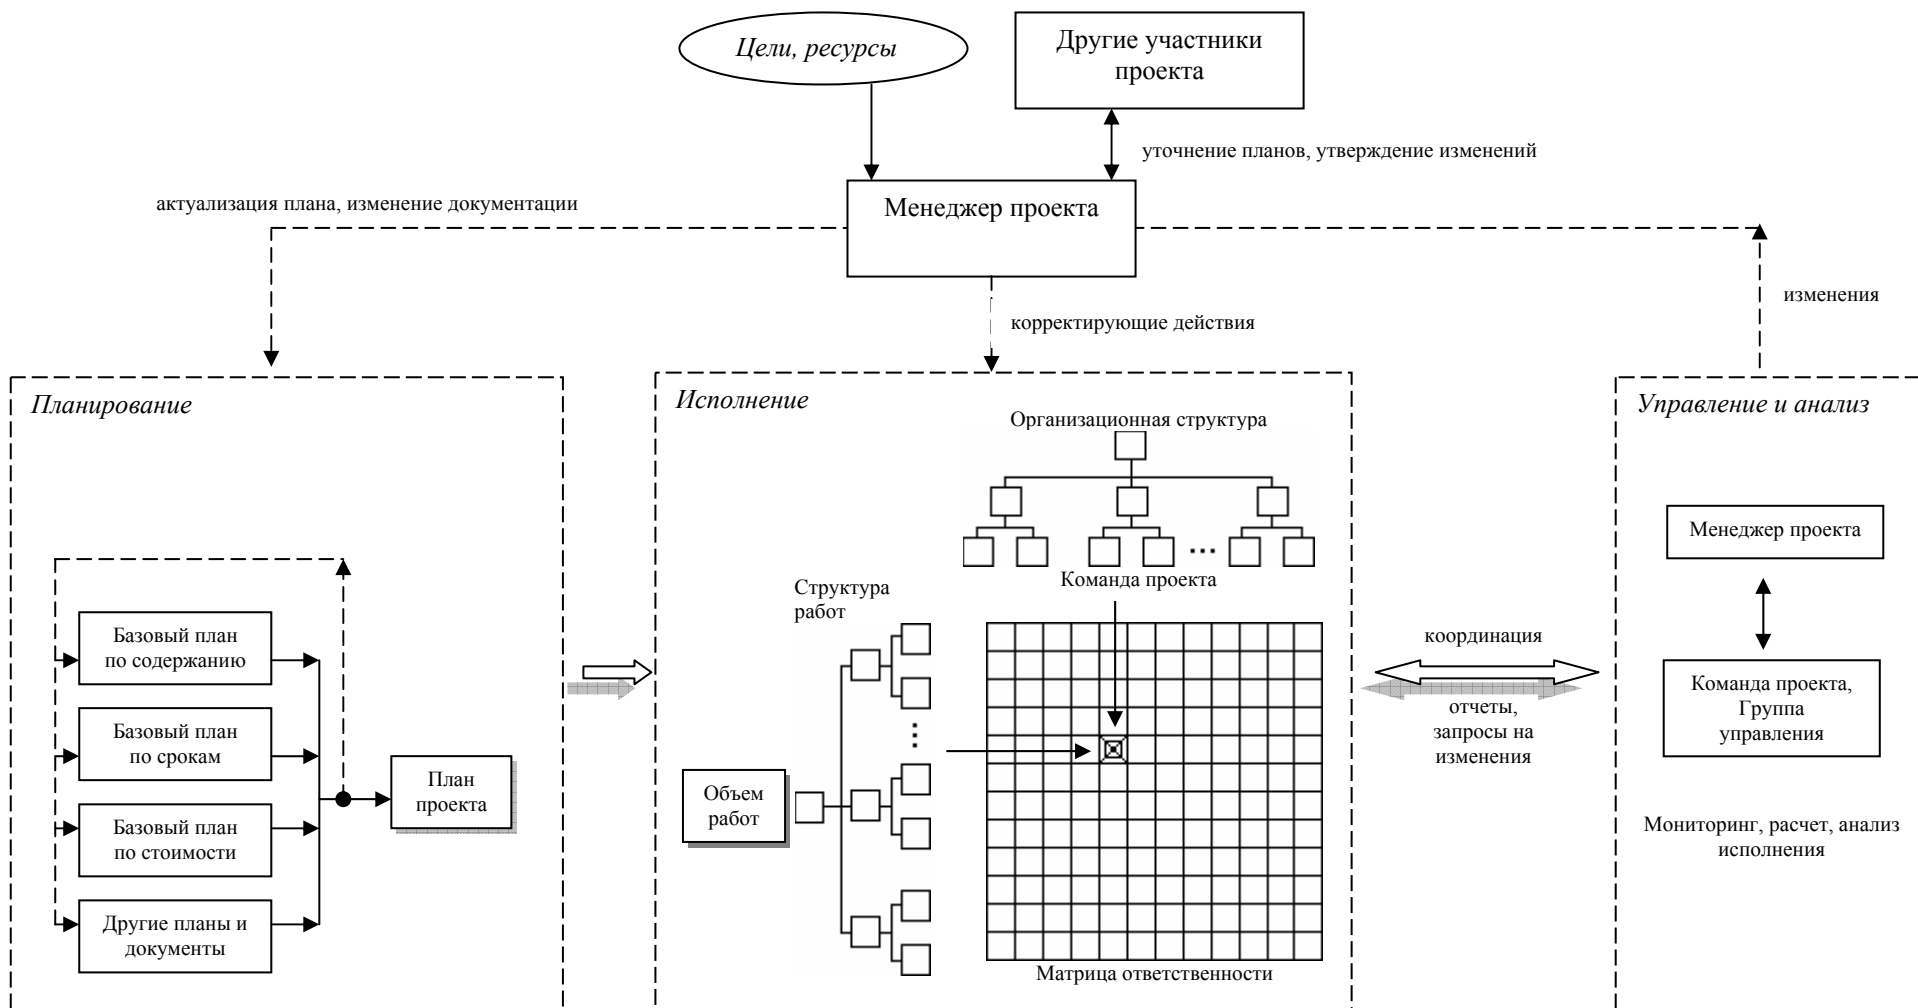 Цели, ресурсы
Другие участники
проекта
уточнение планов, утверждение изменений
Менеджер проекта
актуализация плана, изменение документации
изменения
корректирующие действия
Планирование
Базовый план
по содержанию
Базовый план
по срокам
Базовый план
по стоимости
Другие планы и
документы
План
проекта
Исполнение
Организационная структура
Команда проекта
Структура
работ
Объем
работ
Матрица ответственности
координация
отчеты,
запросы на
изменения
Управление и анализ
Менеджер проекта
Команда проекта,
Группа
управления
Мониторинг, расчет, анализ
исполнения